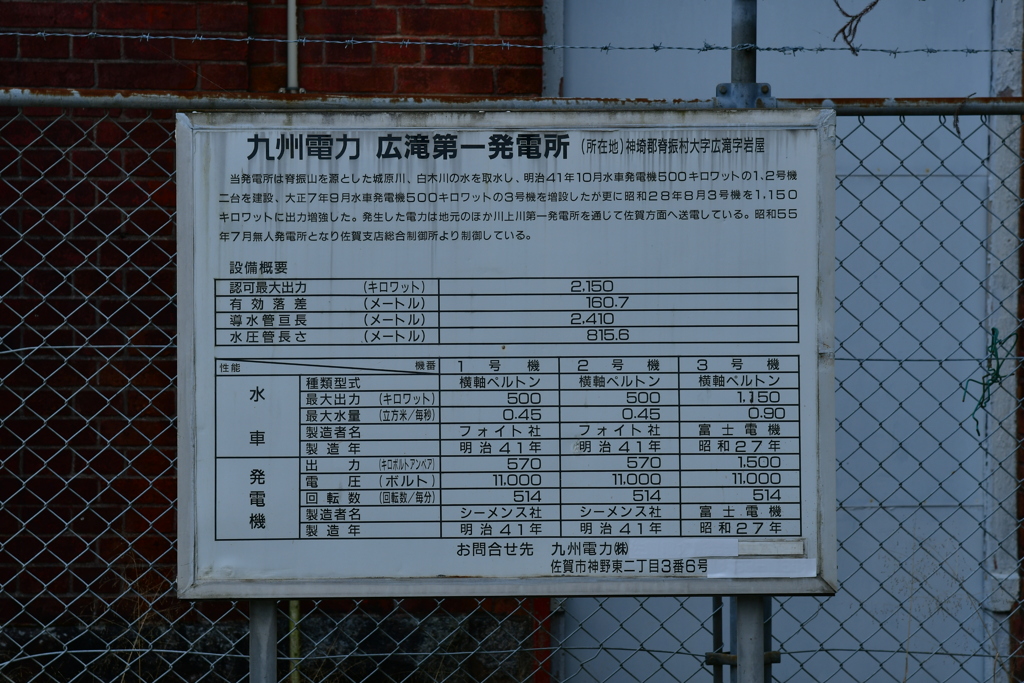 九州電力 広滝第一発電所 (所在地)神埼郡脊振村大字広滝字岩屋
当発電所は脊振山を源とした城原川、白木川の水を取水し、明治41年10月水車発電機500キロワットの1,2号機
二台を建設、大正7年9月水車発電機500キロワットの3号機を増設したが更に昭和28年8月3号機を1,150
キロワットに出力増強した。発生した電力は地元のほか川上川第一発電所を通じて佐賀方面へ送電している。昭和55
年7月無人発電所となり佐賀支店総合制御所より制御している。
設備概要
認可最大出力 (キロワット) 2,150
有効落差 (メートル) 160.7
導水管亘長 (メートル) 2,410
水圧管長さ (メートル) 815.6
性能 機番 1号機 2号機 3号機
水車 種類型式 横軸ペルトン 横軸ペルトン 横軸ペルトン
最大出力 (キロワット) 500 500 1,150
最大水量 (立方米/毎秒) 0.45 0.45 0.90
製造者名 フォイト社 フォイト社 富士電機
製造年 明治41年 明治41年 昭和27年
発電機 出力 (キロボルトアンペア) 570 570 1,500
電圧 (ボルト) 11,000 11,000 11,000
回転数 (回転数/毎分) 514 514 514
製造者名 シーメンス社 シーメンス社 富士電機
製造年 明治41年 明治41年 昭和27年
お問合せ先 九州電力㈱
佐賀市神野東二丁目3番6号